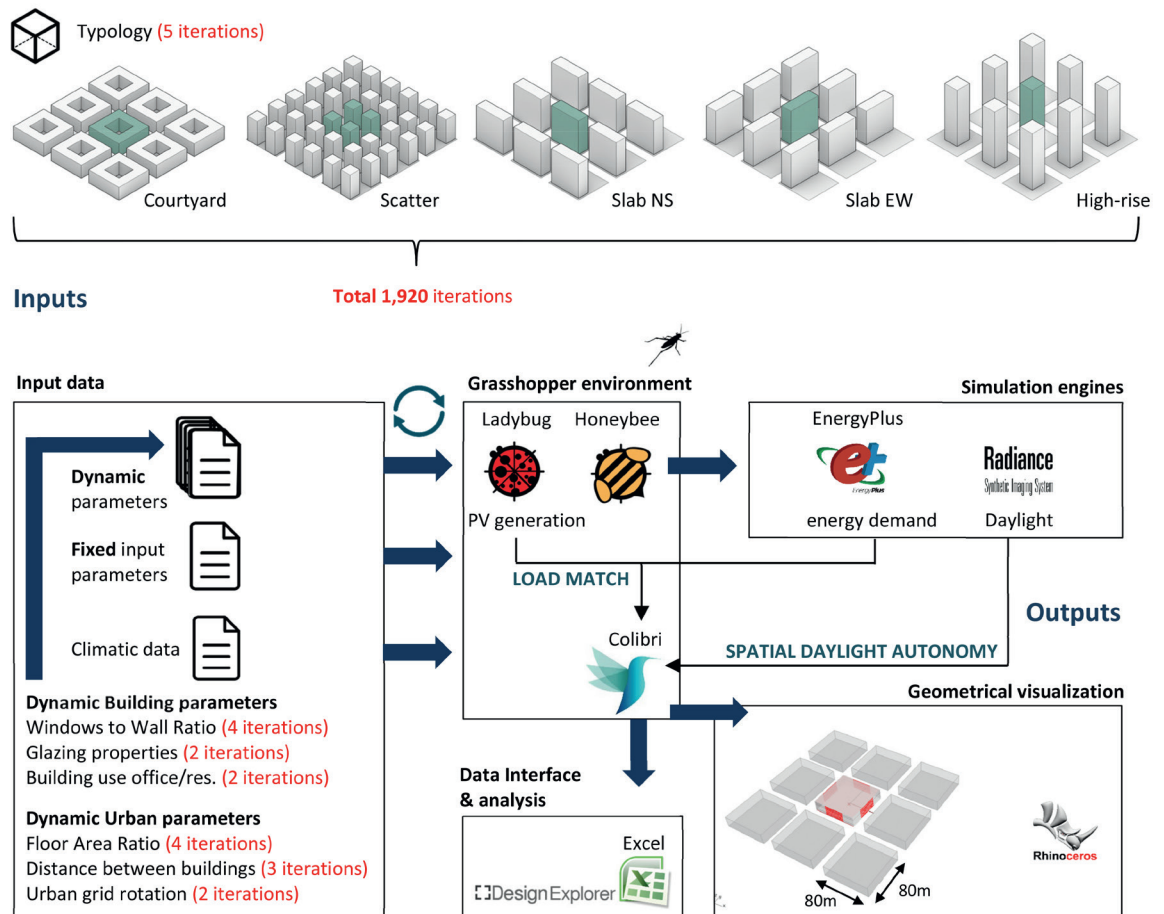 Typology (5 iterations)
Courtyard
Scatter
Slab NS
Slab EW
High-rise
Inputs
Total 1,920 iterations
Input data
Dynamic
parameters
Fixed input
parameters
Climatic data
Dynamic Building parameters
Windows to Wall Ratio (4 iterations)
Glazing properties (2 iterations)
Building use office/res. (2 iterations)
Dynamic Urban parameters
Floor Area Ratio (4 iterations)
Distance between buildings (3 iterations)
Urban grid rotation (2 iterations)
Grasshopper environment
Ladybug
Honeybee
PV generation
LOAD MATCH
Colibri
Simulation engines
EnergyPlus
e+
EnergyPlus
energy demand
Radiance
Synthetic Imaging System
Daylight
Outputs
SPATIAL DAYLIGHT AUTONOMY
Data Interface
& analysis
Excel
X
DesignExplorer
Geometrical visualization
80m
80m
Rhinoceros